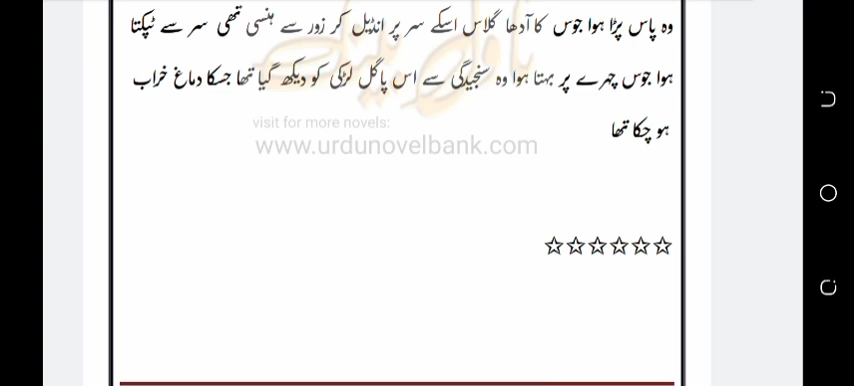 وہ پاس پڑا ہوا جوس کا آدھا گلاس اسکے سر پر انڈیل کر زور سے ہنسی تھی سر سے ٹپکتا
ہوا جوس چہرے پر بہتا ہوا وہ سنجیدگی سے اس پاگل لڑکی کو دیکھ گیا تھا جسکا دماغ خراب
visit for more novels:
ہو چکا تھا
www.urdunovelbank.com
☆☆☆☆☆☆